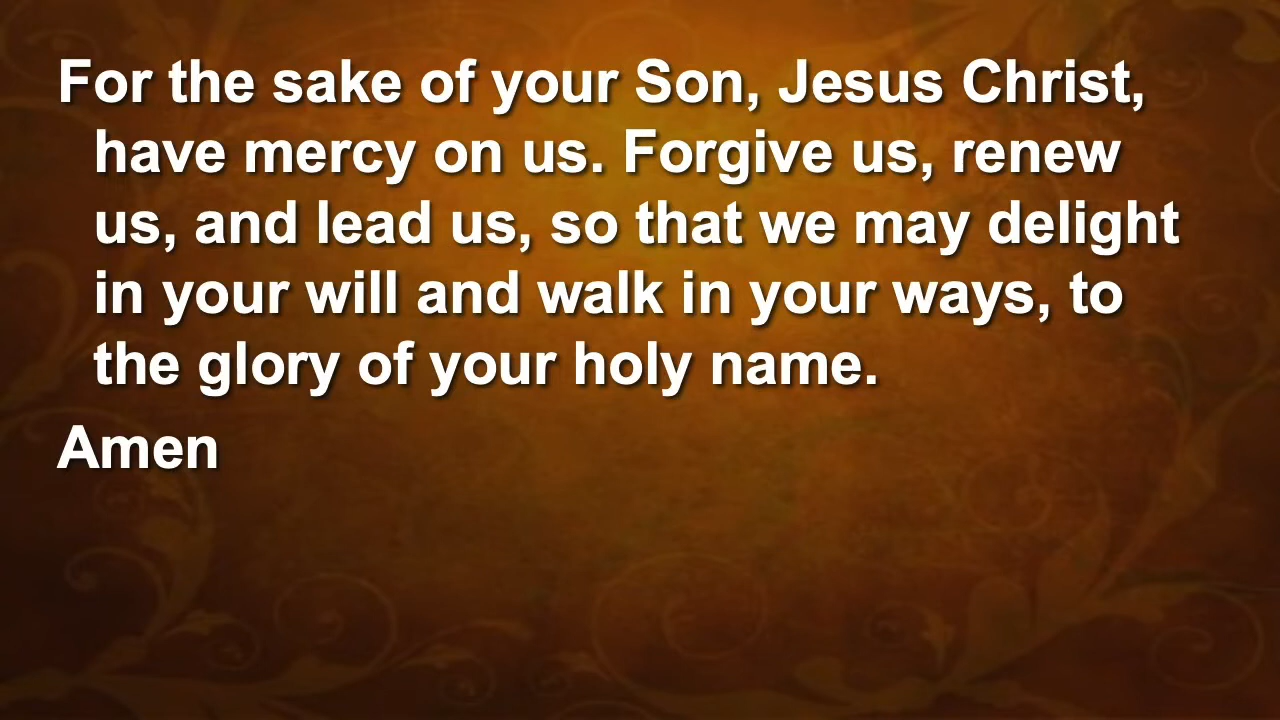 For the sake of your Son, Jesus Christ,
have mercy on us. Forgive us, renew
us, and lead us, so that we may delight
in your will and walk in your ways, to
the glory of your holy name.
Amen